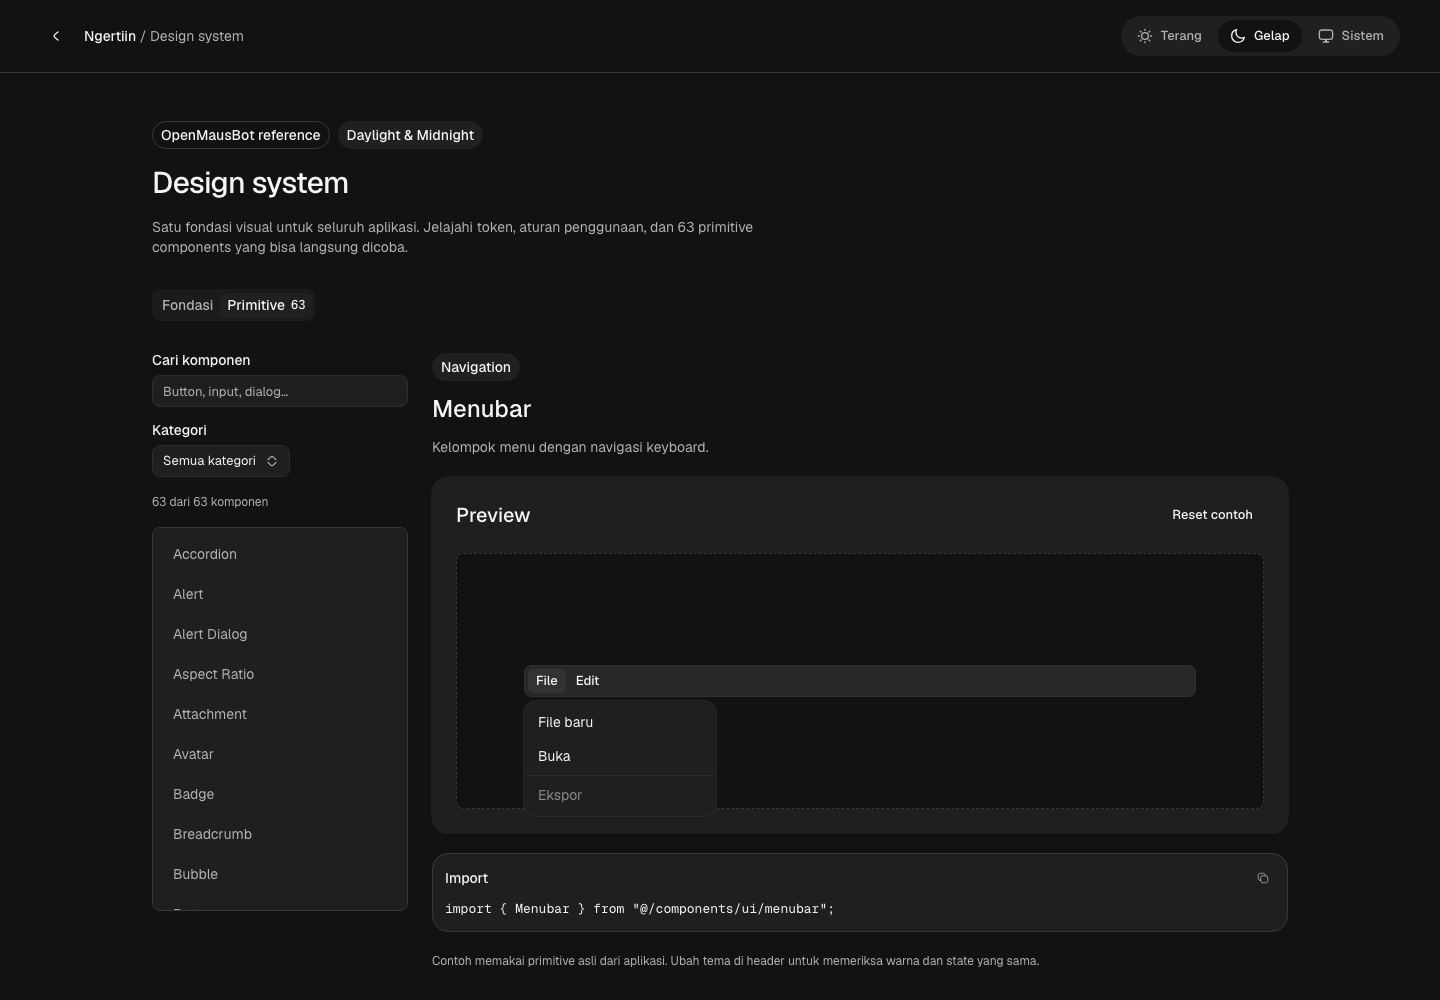 Ngertiin / Design system
Terang
Gelap
Sistem
OpenMausBot reference
Daylight & Midnight
Design system
Satu fondasi visual untuk seluruh aplikasi. Jelajahi token, aturan penggunaan, dan 63 primitive
components yang bisa langsung dicoba.
Fondasi
Primitive 63
Cari komponen
Button, input, dialog...
Kategori
Semua kategori
63 dari 63 komponen
Accordion
Alert
Alert Dialog
Aspect Ratio
Attachment
Avatar
Badge
Breadcrumb
Bubble
Navigation
Menubar
Kelompok menu dengan navigasi keyboard.
Preview
Reset contoh
File
Edit
File baru
Buka
Ekspor
Import
import { Menubar } from "@/components/ui/menubar";
Contoh memakai primitive asli dari aplikasi. Ubah tema di header untuk memeriksa warna dan state yang sama.